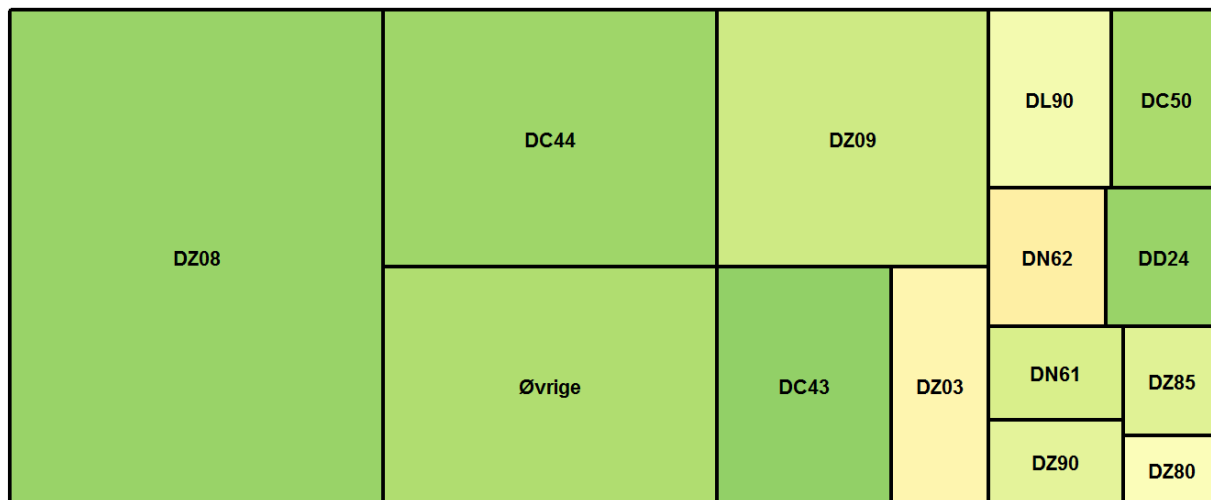 DZ08
DC44
Øvrige
DZ09
DC43
DZ03
DL90
DC50
DN62
DD24
DN61
DZ85
DZ90
DZ80